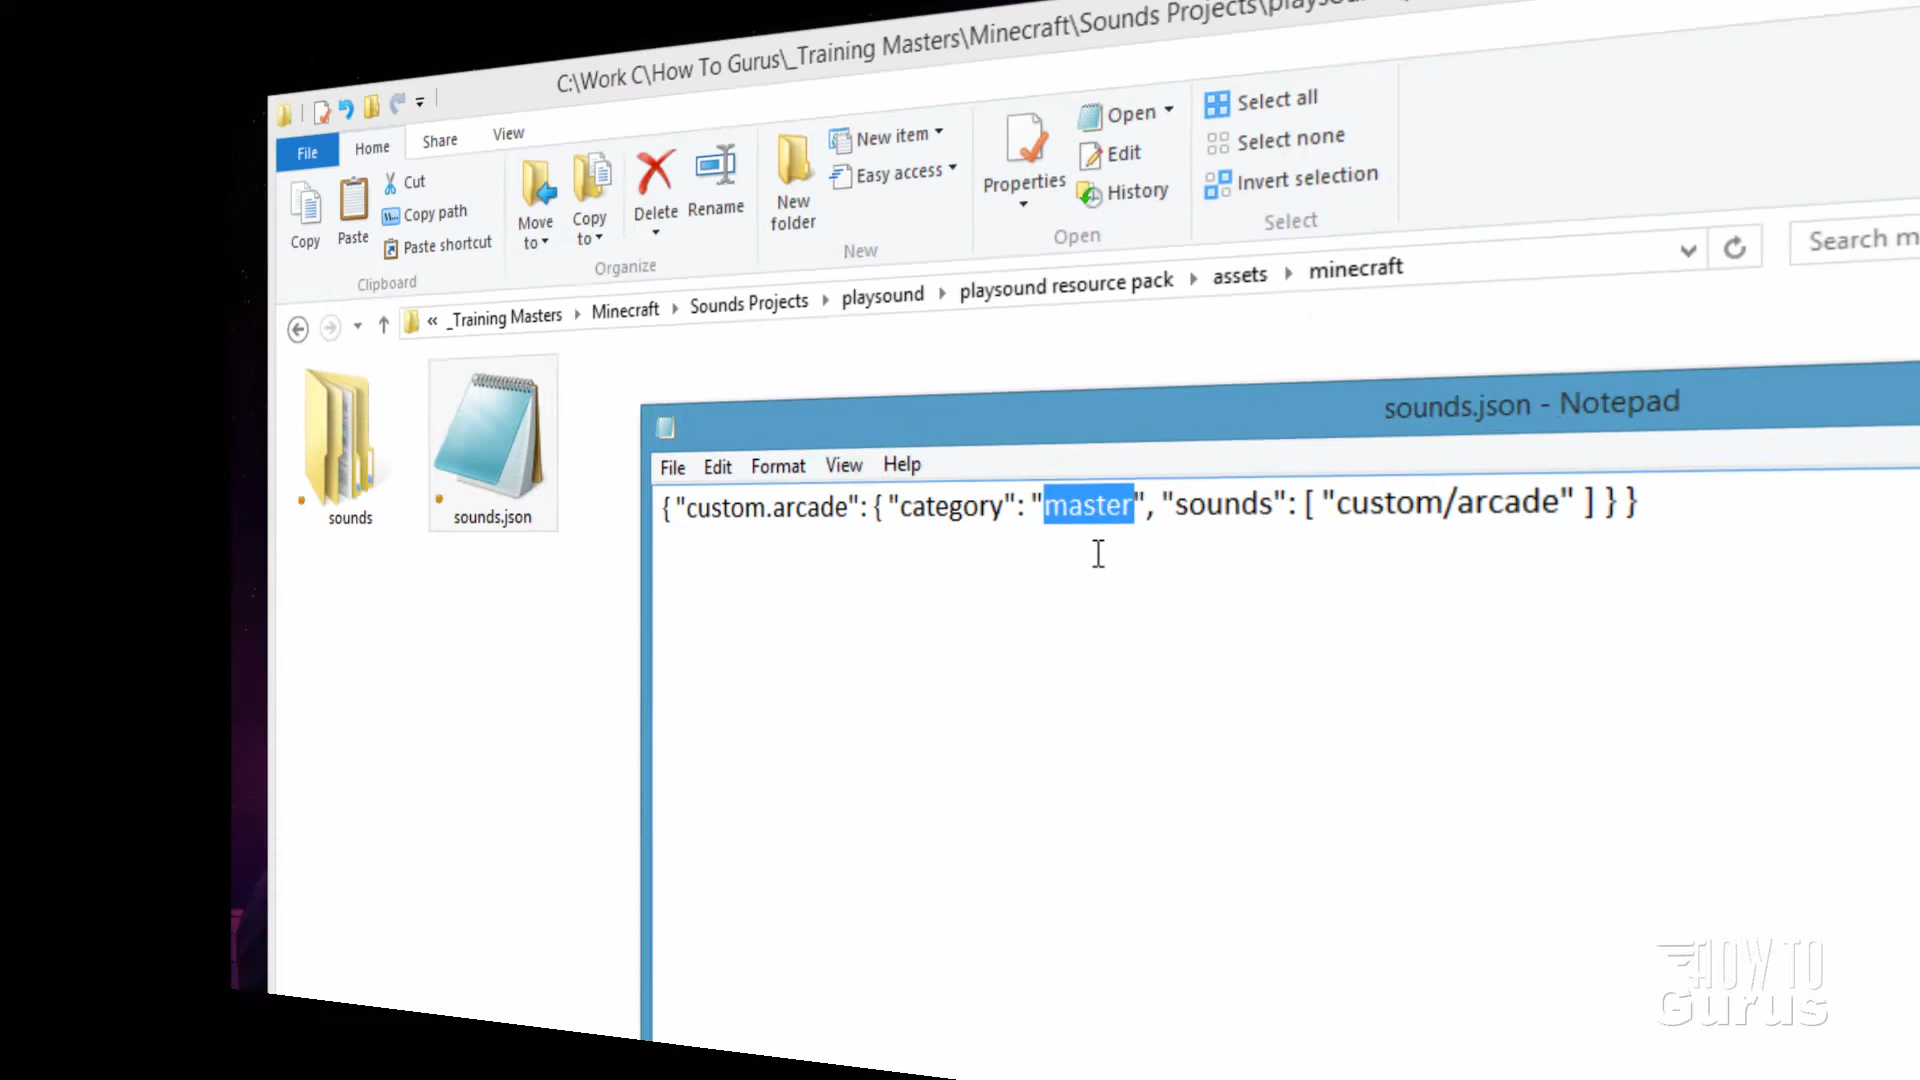 C:\Work C\How To Gurus\_Training Masters\Minecraft\Sounds Projects\
File Home Share View
Copy
Paste
Cut
Copy path
Paste shortcut
Clipboard
Move to
Copy to
Delete
Rename
Organize
New folder
New item
Easy access
New
Properties
Open
Edit
History
Open
Select all
Select none
Invert selection
Select
« _Training Masters Minecraft Sounds Projects playsound playsound resource pack assets minecraft
Search m
sounds
sounds.json
sounds.json - Notepad
File Edit Format View Help
{ "custom.arcade": { "category": "master", "sounds": [ "custom/arcade" ] } }
HOW TO
Gurus